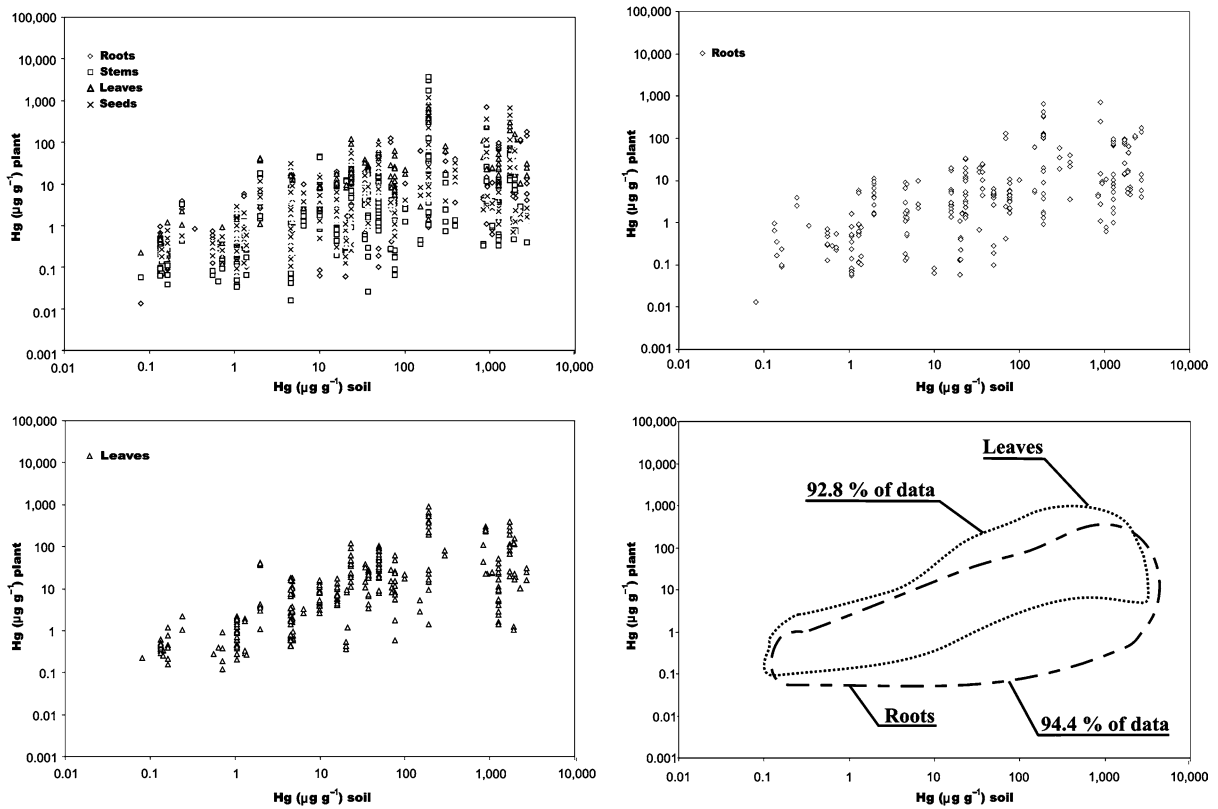 100,000
10,000
1,000
100
10
1
0.1
0.01
0.001
Hg (µg g⁻¹) plant
Roots
Stems
Leaves
Seeds
0.01 0.1 1 10 100 1,000 10,000
Hg (µg g⁻¹) soil
100,000
10,000
1,000
100
10
1
0.1
0.01
0.001
Hg (µg g⁻¹) plant
Roots
0.01 0.1 1 10 100 1,000 10,000
Hg (µg g⁻¹) soil
100,000
10,000
1,000
100
10
1
0.1
0.01
0.001
Hg (µg g⁻¹) plant
Leaves
0.01 0.1 1 10 100 1,000 10,000
Hg (µg g⁻¹) soil
100,000
10,000
1,000
100
10
1
0.1
0.01
0.001
Hg (µg g⁻¹) plant
Leaves
92.8 % of data
Roots
94.4 % of data
0.01 0.1 1 10 100 1,000 10,000
Hg (µg g⁻¹) soil